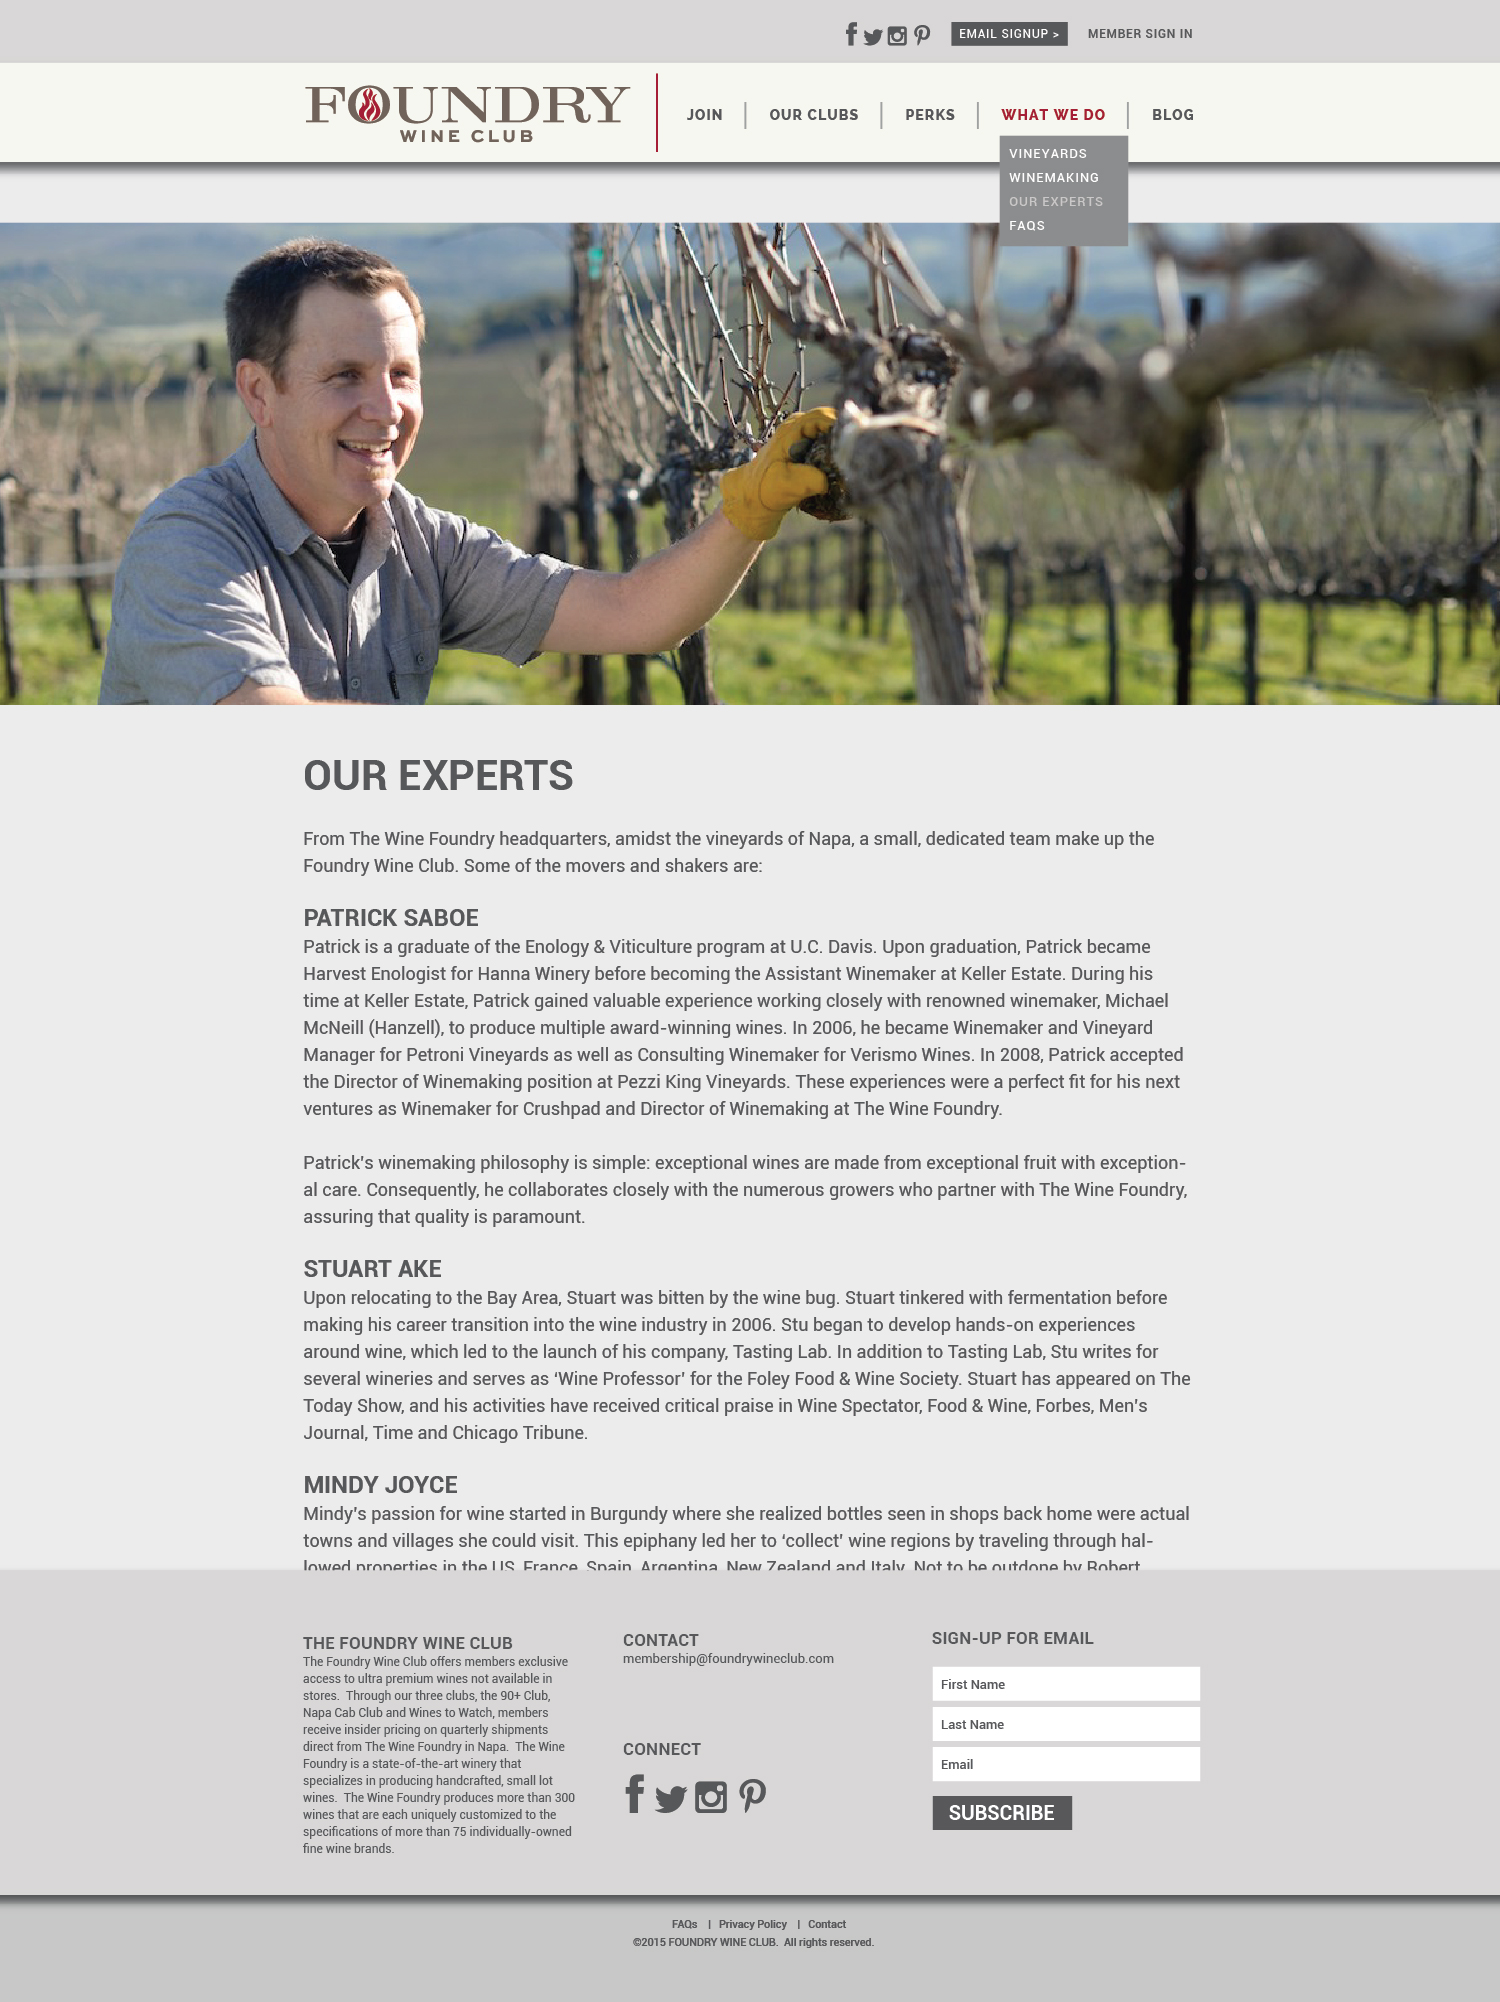 EMAIL SIGNUP >
MEMBER SIGN IN
FOUNDRY
WINE CLUB
JOIN
OUR CLUBS
PERKS
WHAT WE DO
BLOG
VINEYARDS
WINEMAKING
OUR EXPERTS
FAQS
OUR EXPERTS
From The Wine Foundry headquarters, amidst the vineyards of Napa, a small, dedicated team make up the
Foundry Wine Club. Some of the movers and shakers are:
PATRICK SABOE
Patrick is a graduate of the Enology & Viticulture program at U.C. Davis. Upon graduation, Patrick became
Harvest Enologist for Hanna Winery before becoming the Assistant Winemaker at Keller Estate. During his
time at Keller Estate, Patrick gained valuable experience working closely with renowned winemaker, Michael
McNeill (Hanzell), to produce multiple award-winning wines. In 2006, he became Winemaker and Vineyard
Manager for Petroni Vineyards as well as Consulting Winemaker for Verismo Wines. In 2008, Patrick accepted
the Director of Winemaking position at Pezzi King Vineyards. These experiences were a perfect fit for his next
ventures as Winemaker for Crushpad and Director of Winemaking at The Wine Foundry.
Patrick's winemaking philosophy is simple: exceptional wines are made from exceptional fruit with exception-
al care. Consequently, he collaborates closely with the numerous growers who partner with The Wine Foundry,
assuring that quality is paramount.
STUART AKE
Upon relocating to the Bay Area, Stuart was bitten by the wine bug. Stuart tinkered with fermentation before
making his career transition into the wine industry in 2006. Stu began to develop hands-on experiences
around wine, which led to the launch of his company, Tasting Lab. In addition to Tasting Lab, Stu writes for
several wineries and serves as ‘Wine Professor’ for the Foley Food & Wine Society. Stuart has appeared on The
Today Show, and his activities have received critical praise in Wine Spectator, Food & Wine, Forbes, Men's
Journal, Time and Chicago Tribune.
MINDY JOYCE
Mindy's passion for wine started in Burgundy where she realized bottles seen in shops back home were actual
towns and villages she could visit. This epiphany led her to ‘collect’ wine regions by traveling through hal-
lowed properties in the US, France, Spain, Argentina, New Zealand and Italy. Not to be outdone by Robert
THE FOUNDRY WINE CLUB
The Foundry Wine Club offers members exclusive
access to ultra premium wines not available in
stores. Through our three clubs, the 90+ Club,
Napa Cab Club and Wines to Watch, members
receive insider pricing on quarterly shipments
direct from The Wine Foundry in Napa. The Wine
Foundry is a state-of-the-art winery that
specializes in producing handcrafted, small lot
wines. The Wine Foundry produces more than 300
wines that are each uniquely customized to the
specifications of more than 75 individually-owned
fine wine brands.
CONTACT
membership@foundrywineclub.com
CONNECT
SIGN-UP FOR EMAIL
First Name
Last Name
Email
SUBSCRIBE
FAQs | Privacy Policy | Contact
©2015 FOUNDRY WINE CLUB. All rights reserved.